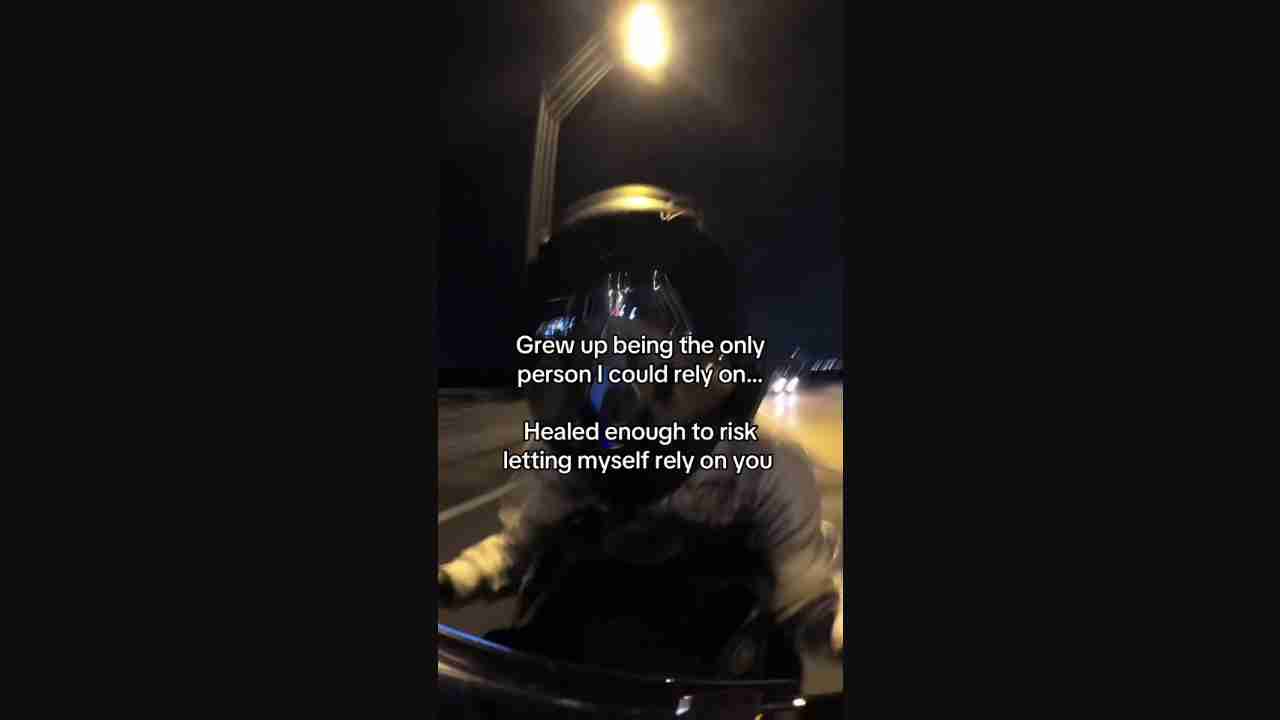 Grew up being the only
person I could rely on...
Healed enough to risk
letting myself rely on you